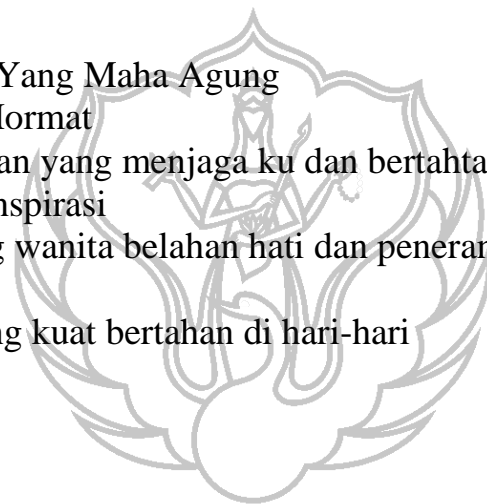 Yang Maha Agung
Hormat
an yang menjaga ku dan bertahta
nspirasi
g wanita belahan hati dan peneran
ng kuat bertahan di hari-hari